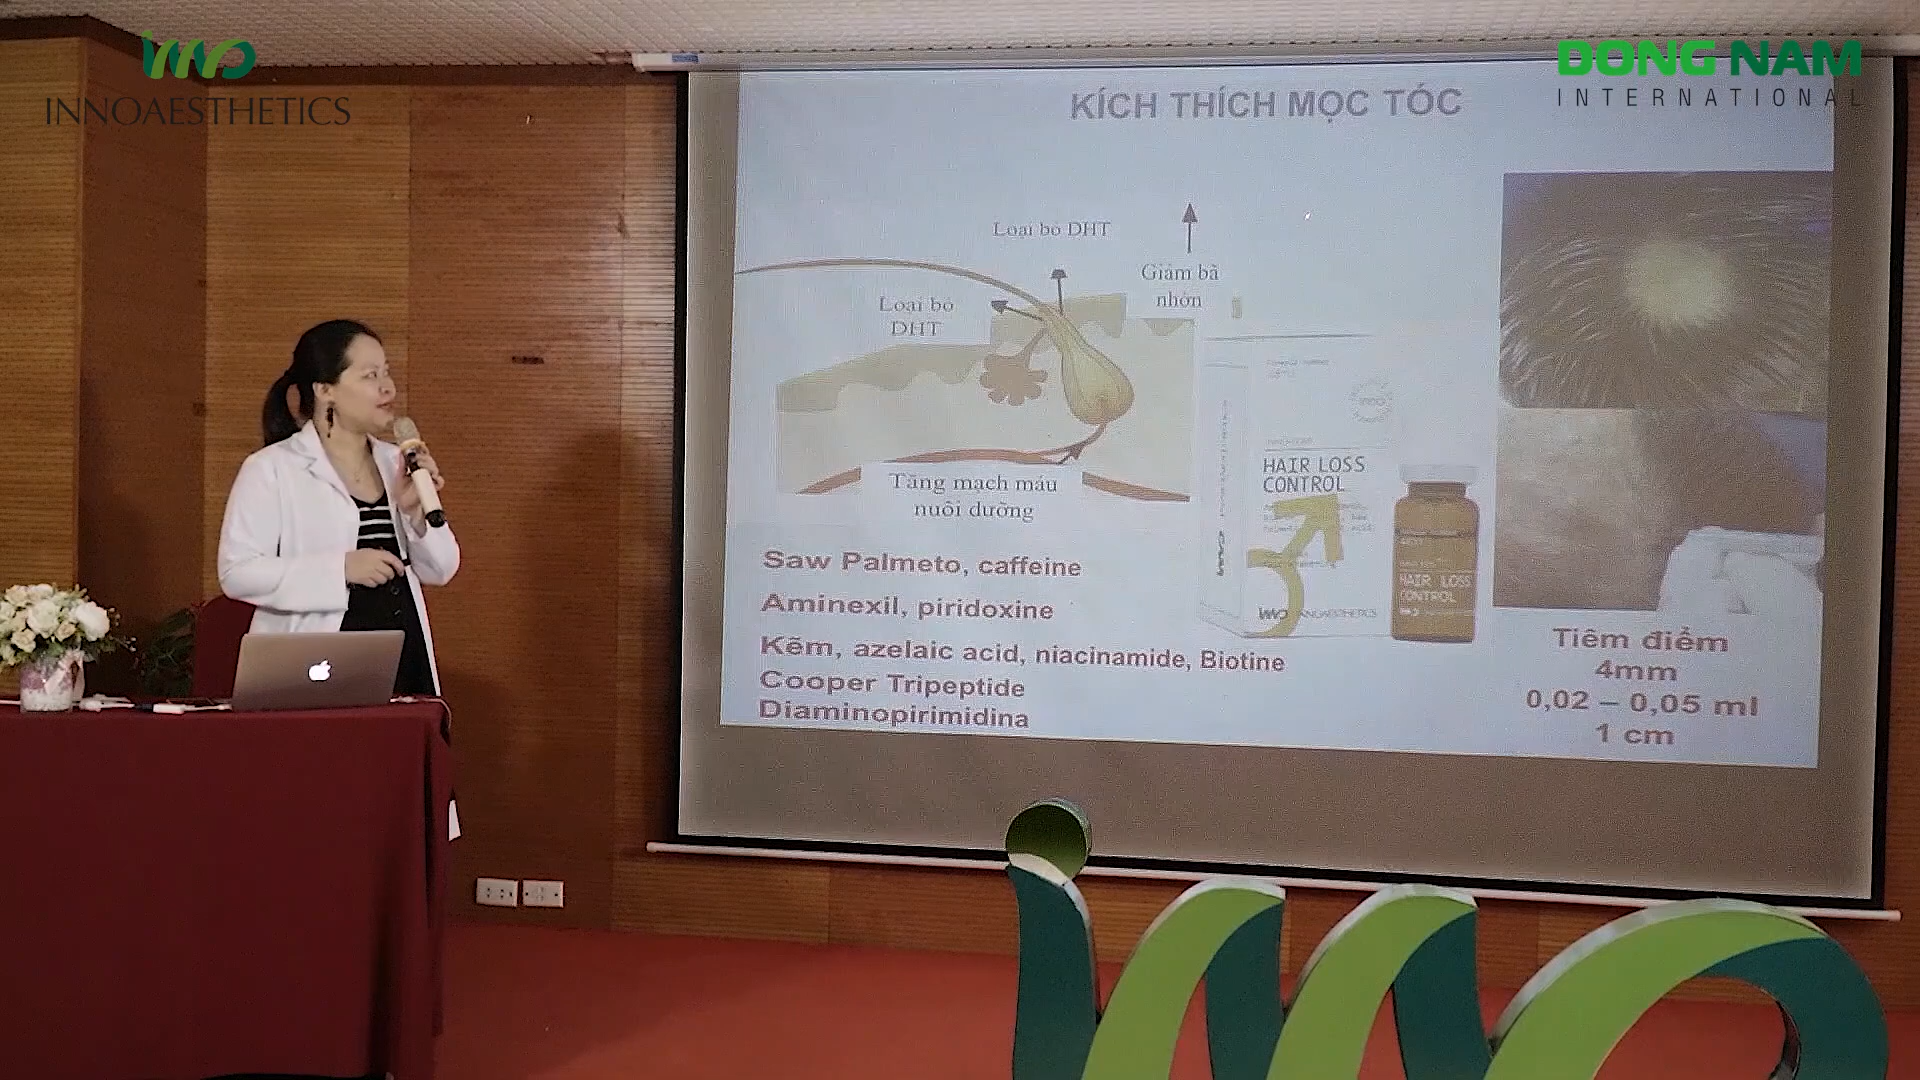 INNOAESTHETICS
DONG NAM
INTERNATIONAL
KÍCH THÍCH MỌC TÓC
Loại bỏ DHT
Giảm bã
nhờn
Loại bỏ
DHT
Tăng mạch máu
nuôi dưỡng
HAIR LOSS
CONTROL
INNOAESTHETICS
HAIR LOSS
CONTROL
Saw Palmeto, caffeine
Aminexil, piridoxine
Kẽm, azelaic acid, niacinamide, Biotine
Cooper Tripeptide
Diaminopirimidina
Tiêm điểm
4mm
0,02 – 0,05 ml
1 cm